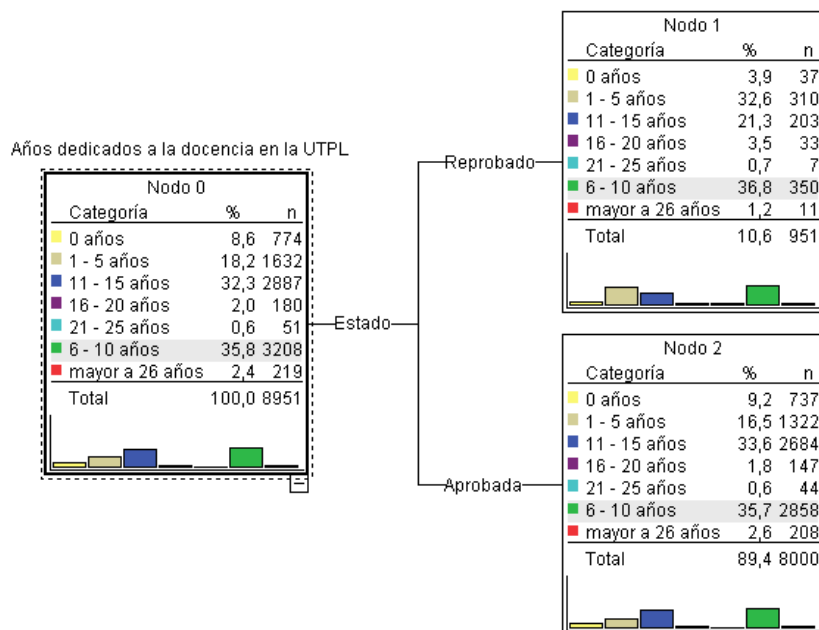 Años dedicados a la docencia en la UTPL
Nodo 0
Categoría % n
0 años 8,6 774
1 - 5 años 18,2 1632
11 - 15 años 32,3 2887
16 - 20 años 2,0 180
21 - 25 años 0,6 51
6 - 10 años 35,8 3208
mayor a 26 años 2,4 219
Total 100,0 8951
Estado
Reprobado
Nodo 1
Categoría % n
0 años 3,9 37
1 - 5 años 32,6 310
11 - 15 años 21,3 203
16 - 20 años 3,5 33
21 - 25 años 0,7 7
6 - 10 años 36,8 350
mayor a 26 años 1,2 11
Total 10,6 951
Aprobada
Nodo 2
Categoría % n
0 años 9,2 737
1 - 5 años 16,5 1322
11 - 15 años 33,6 2684
16 - 20 años 1,8 147
21 - 25 años 0,6 44
6 - 10 años 35,7 2858
mayor a 26 años 2,6 208
Total 89,4 8000